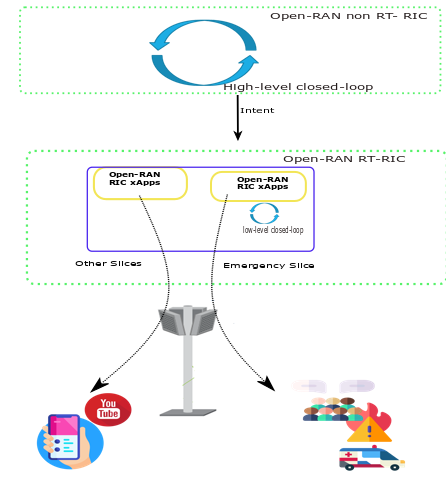 Open-RAN non RT- RIC
High-level closed-loop
Intent
Open-RAN RT-RIC
Open-RAN
RIC xApps
Open-RAN
RIC xApps
low-level closed-loop
Other Slices
Emergency Slice
You
Tube